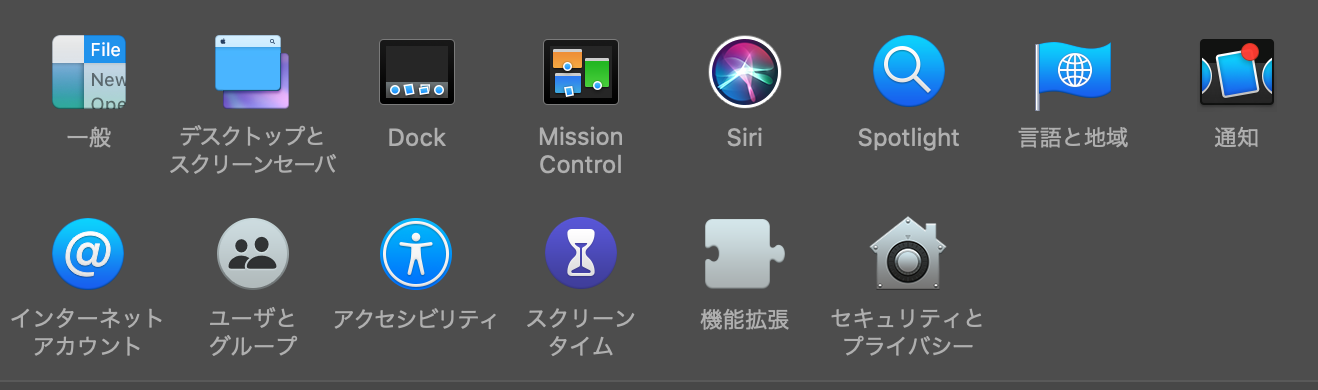 File
New
Ope
一般
デスクトップと
スクリーンセーバ
Dock
Mission
Control
Siri
Spotlight
言語と地域
通知
@
インターネット
アカウント
ユーザと
グループ
アクセシビリティ
スクリーン
タイム
機能拡張
セキュリティと
プライバシー